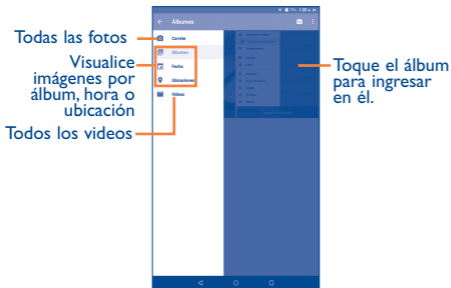 Álbumes
Todas las fotos
Carrete
Álbumes
Visualice
imágenes por
álbum, hora o
ubicación
Fecha
Ubicaciones
Todos los videos
Videos
Toque el álbum
para ingresar
en él.